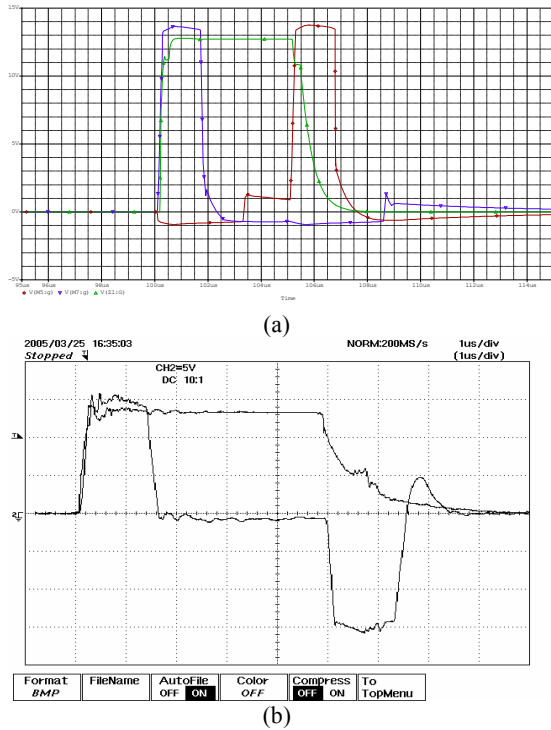 15V
10V
5V
0V
-5V
95us 96us 98us 100us 102us 104us 106us 108us 110us 112us 114us
V(M5:g) V(M7:g) V(Z1:G)
Time
(a)
2005/03/25 16:35:03 NORM:200MS/s 1us/div
Stopped (1us/div)
CH2=5V
DC 10:1
Format FileName AutoFile Color Compress To
BMP OFF ON OFF OFF ON TopMenu
(b)